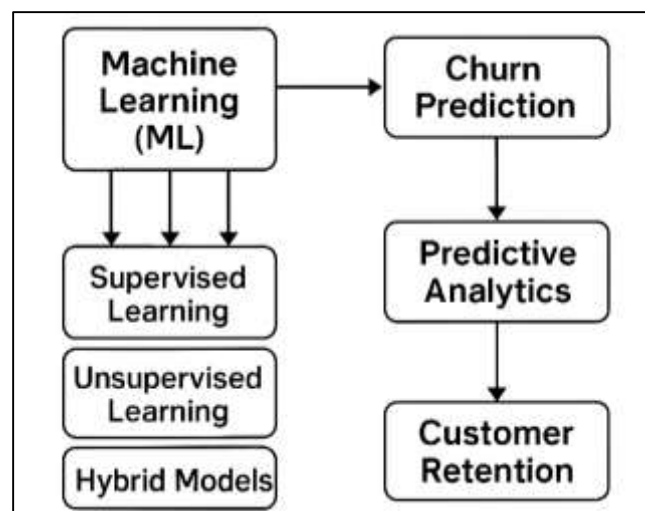 Machine
Learning
(ML)
Supervised
Learning
Unsupervised
Learning
Hybrid Models
Churn
Prediction
Predictive
Analytics
Customer
Retention